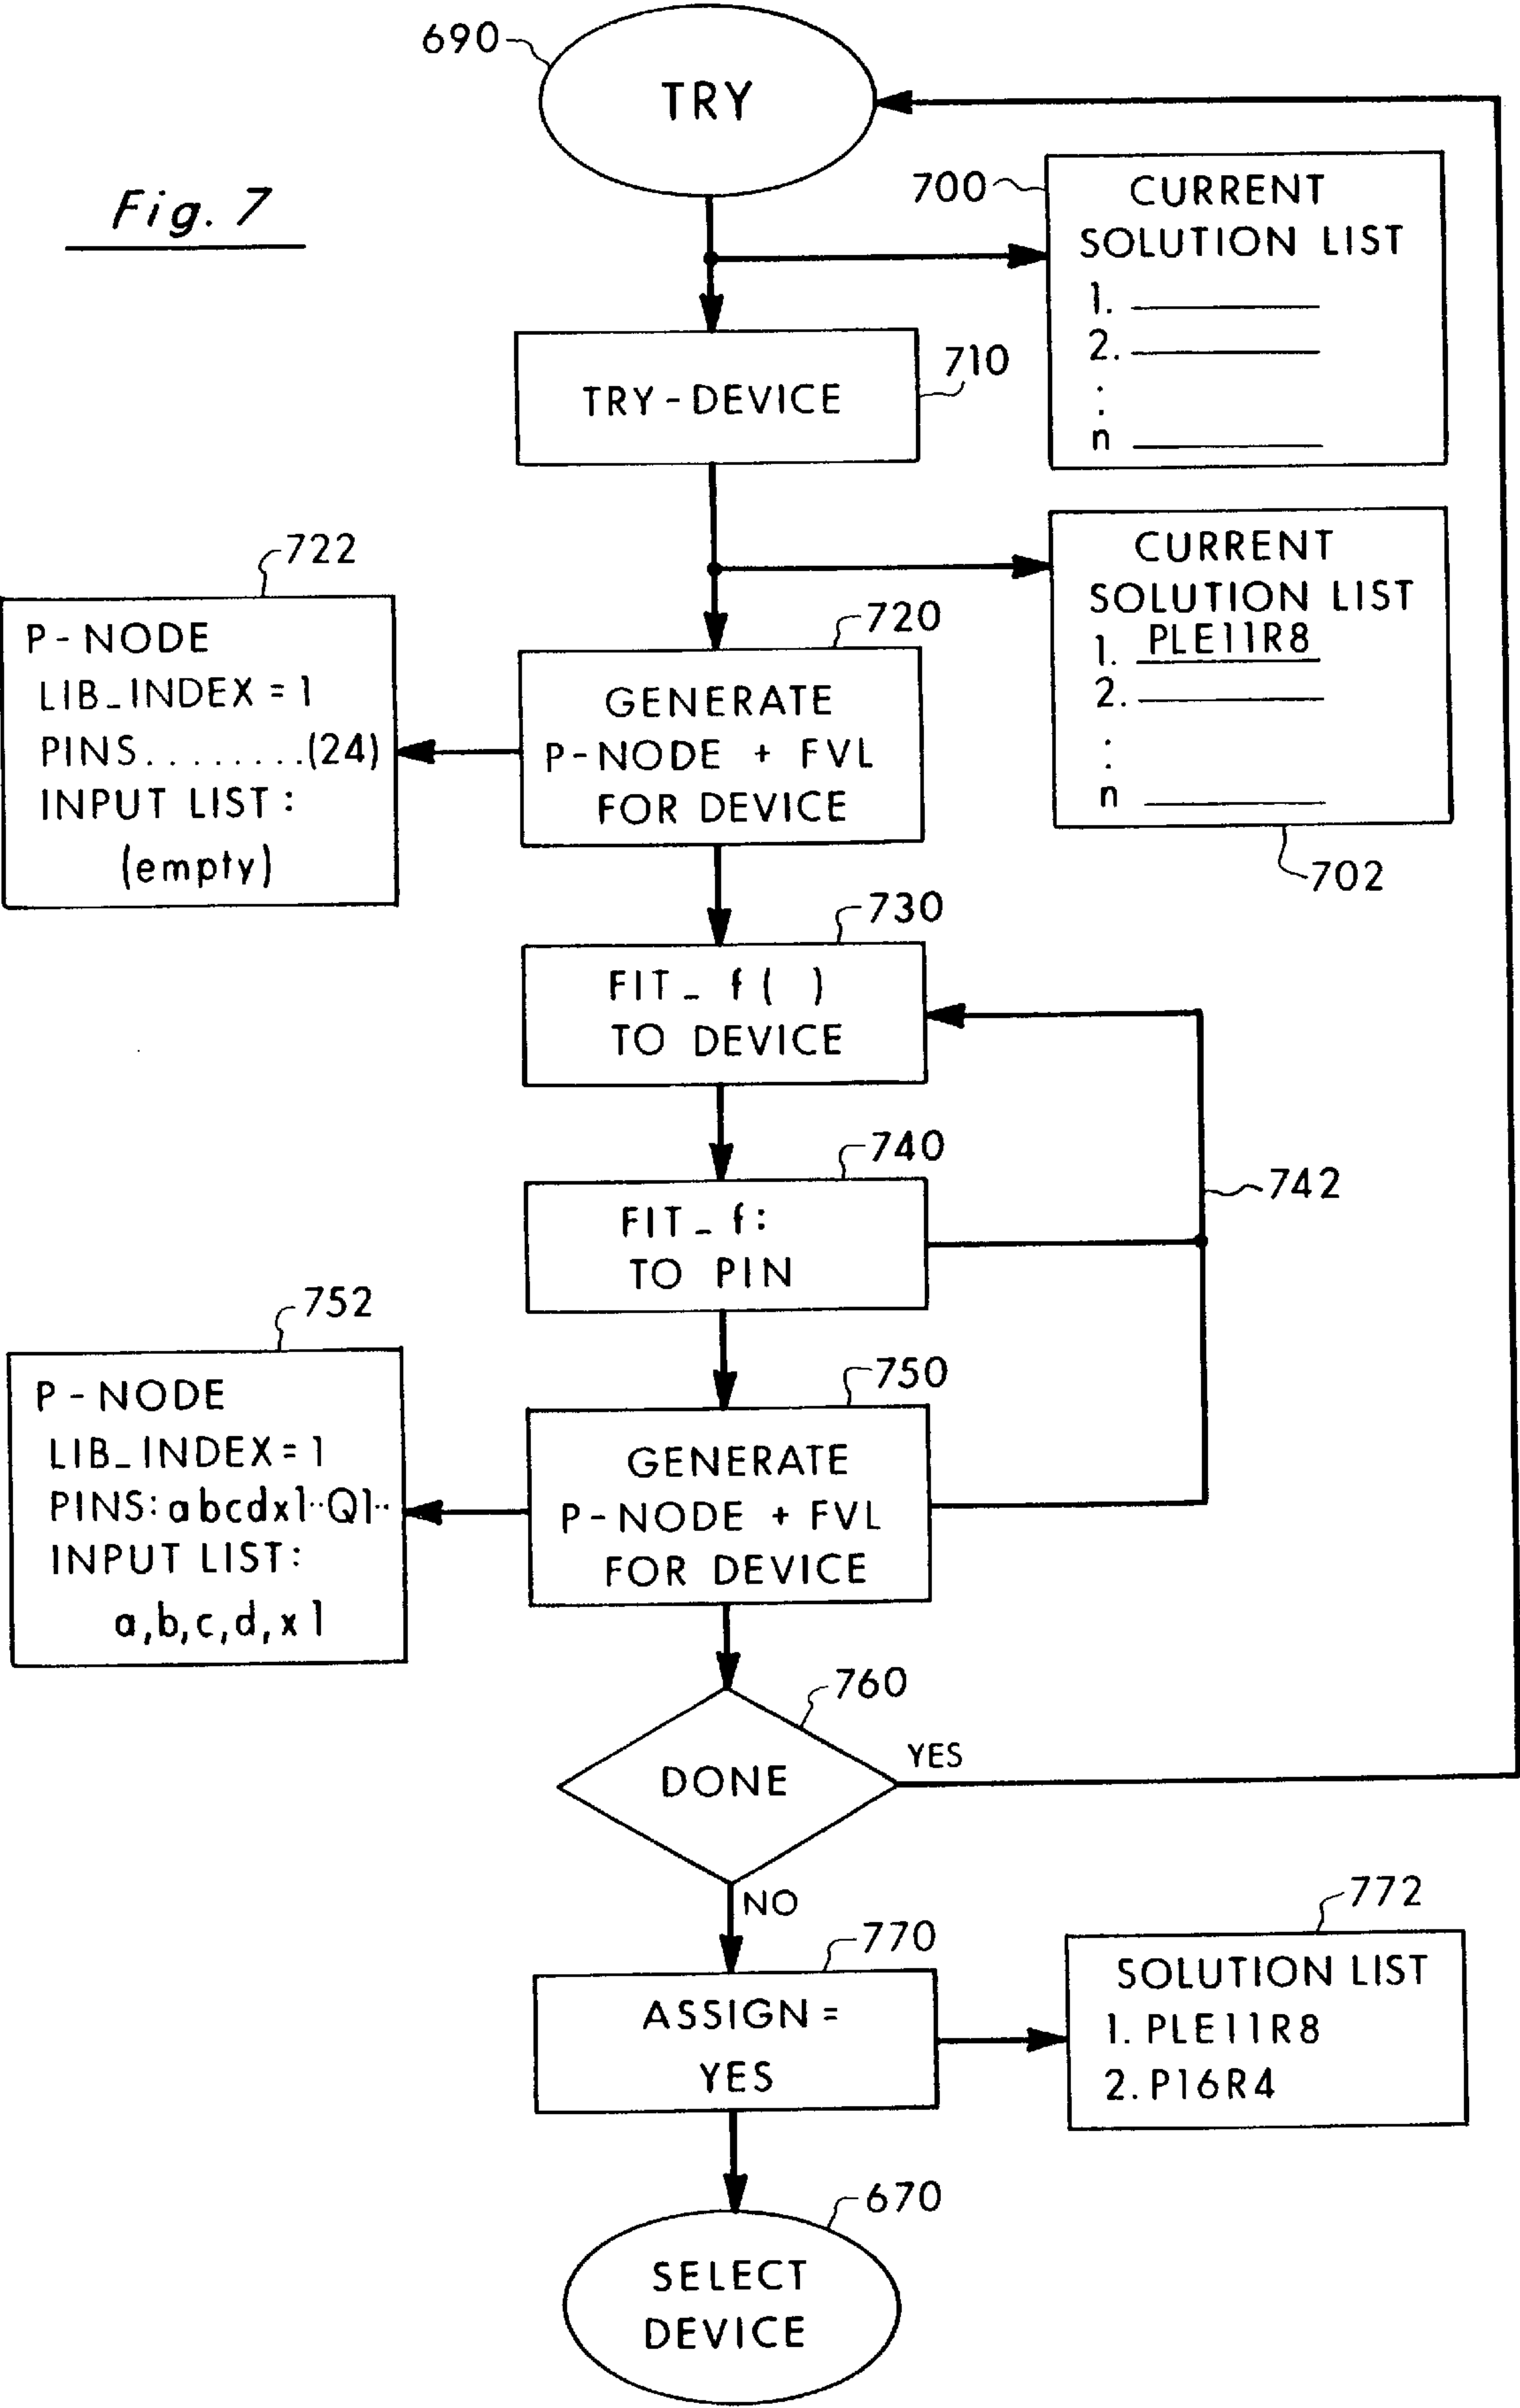 690
TRY
Fig. 7
700
CURRENT
SOLUTION LIST
1.
2.
.
.
n
710
TRY-DEVICE
702
CURRENT
SOLUTION LIST
1. PLE11R8
2.
.
.
n
722
P-NODE
LIB_INDEX = 1
PINS........(24)
INPUT LIST:
(empty)
720
GENERATE
P-NODE + FVL
FOR DEVICE
730
FIT_ f( )
TO DEVICE
740
FIT_ f:
TO PIN
742
752
P-NODE
LIB_INDEX = 1
PINS: abcdx1··Q1··
INPUT LIST:
a,b,c,d,x1
750
GENERATE
P-NODE + FVL
FOR DEVICE
760
DONE
YES
NO
770
ASSIGN =
YES
772
SOLUTION LIST
1. PLE11R8
2. P16R4
670
SELECT
DEVICE